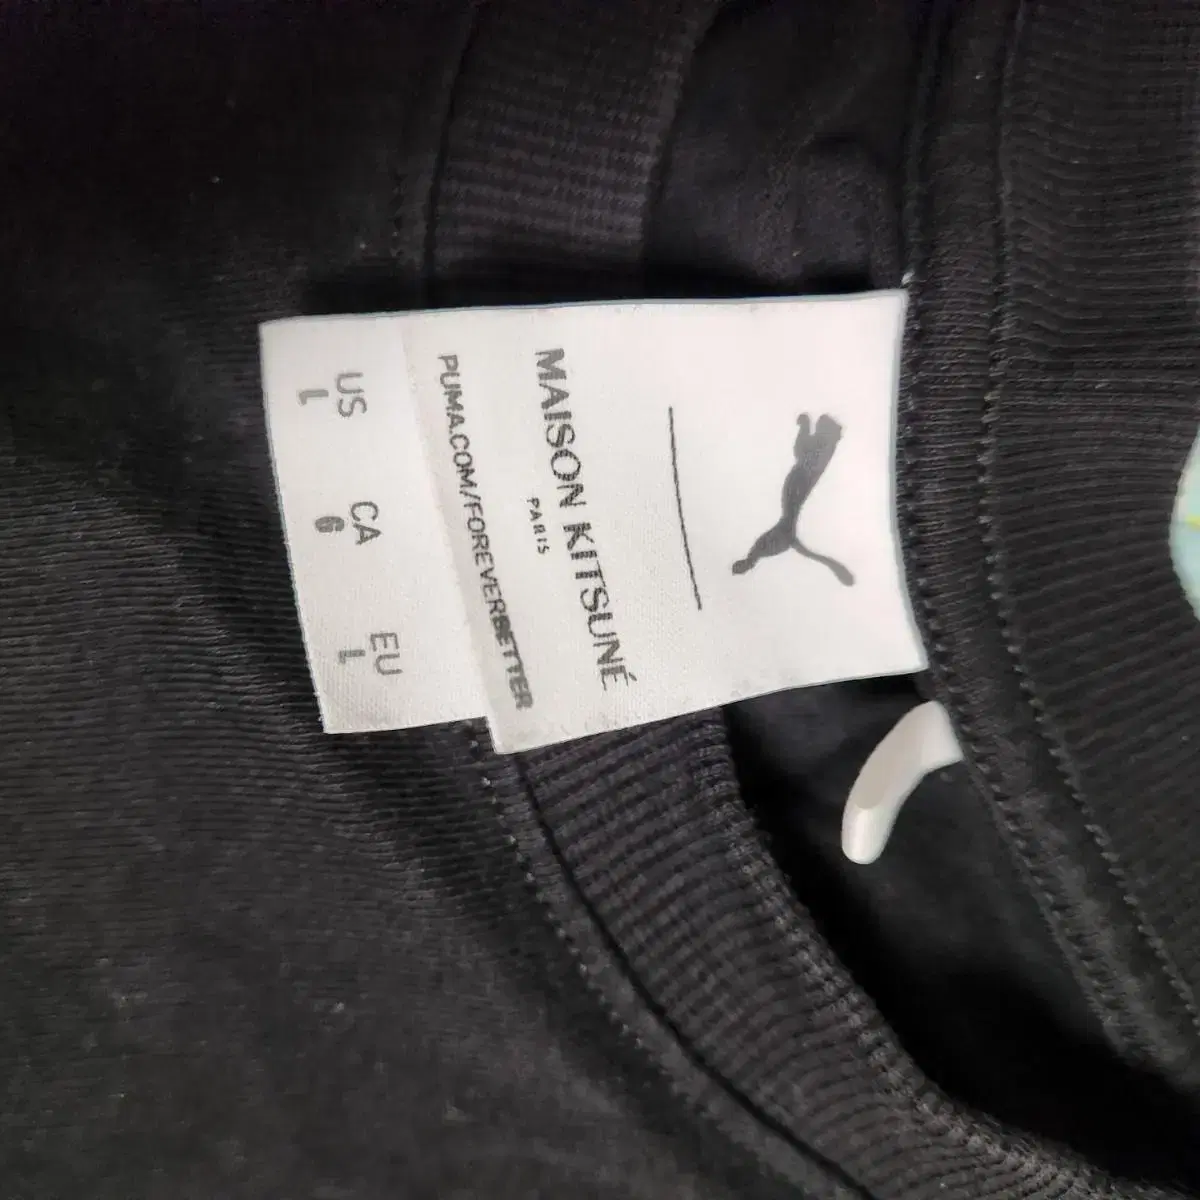 MAISON KITSUNÉ
PARIS
PUMA.COM/FOREVERBETTER
US CA EU
L 6 L